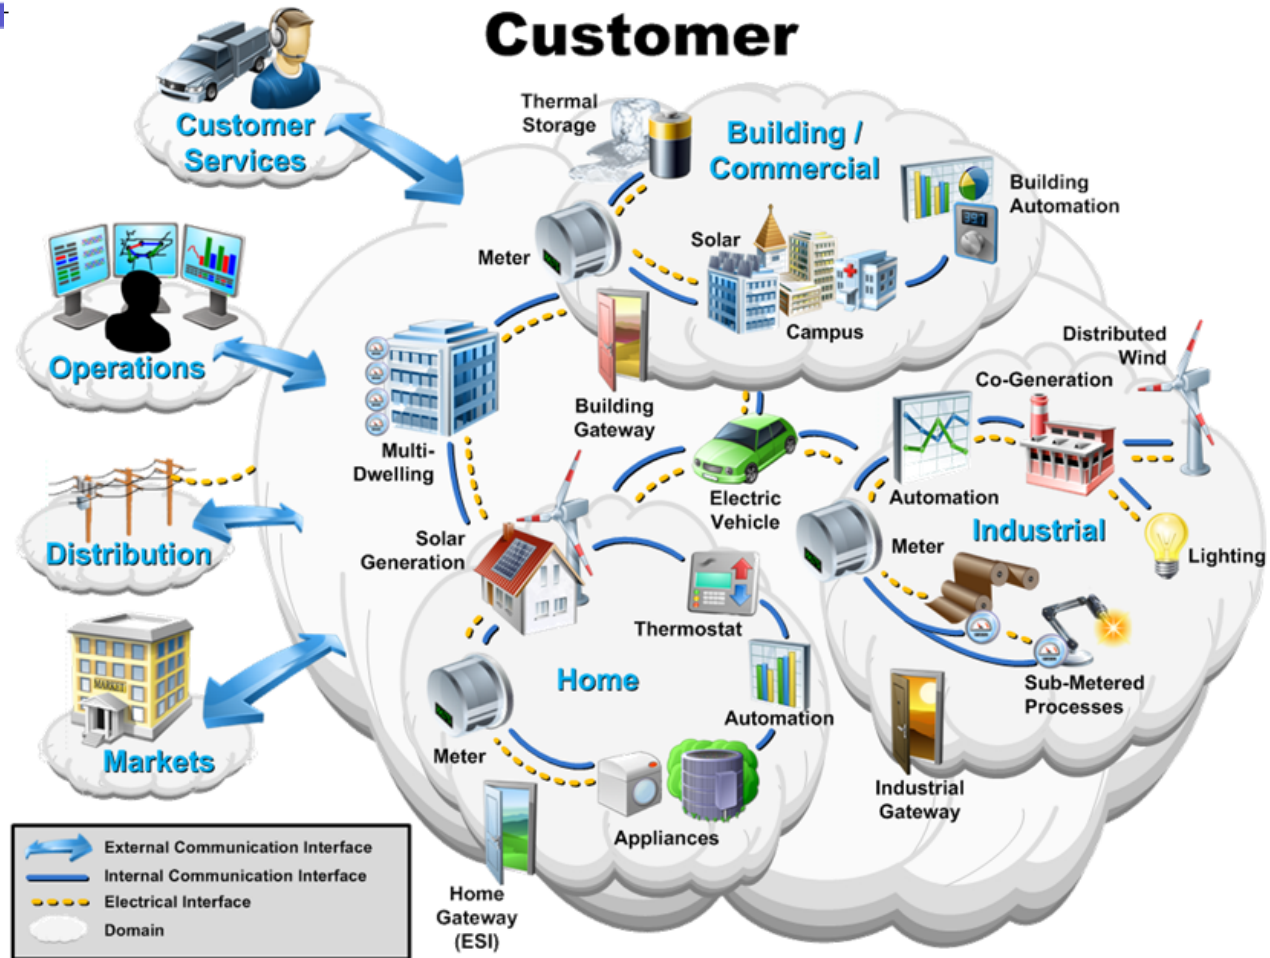 Customer
Customer
Services
Thermal
Storage
Building /
Commercial
Building
Automation
Meter
Solar
Campus
Operations
Multi-
Dwelling
Building
Gateway
Distributed
Wind
Co-Generation
Electric
Vehicle
Automation
Industrial
Meter
Lighting
Distribution
Solar
Generation
Thermostat
Sub-Metered
Processes
Home
Automation
Meter
MARKET
Markets
Industrial
Gateway
Appliances
Home
Gateway
(ESI)
External Communication Interface
Internal Communication Interface
Electrical Interface
Domain